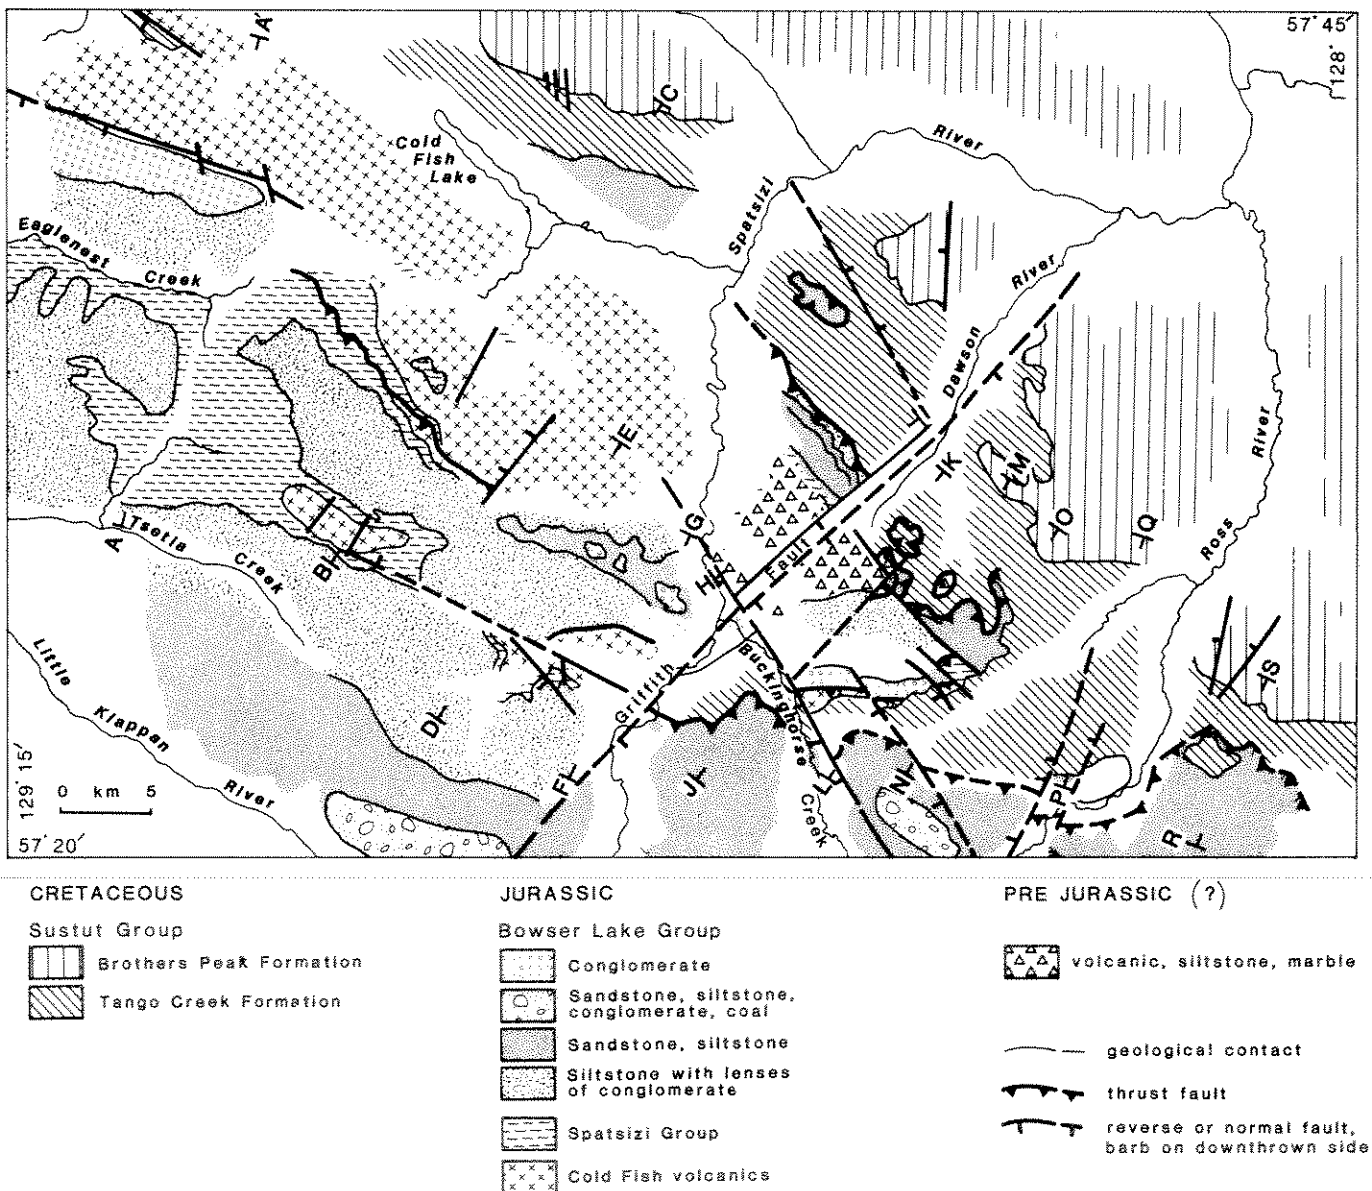 57°45′
128°
A′
C
Cold
Fish
Lake
River
Spatsizi
Eaglenest
Creek
River
Dawson
E
K
M
O
Q
River
Ross
G
H
Fault
A
Tsetia
Creek
B
Little
Klappan
River
D
Griffith
F
J
Buckinghorse
Creek
L
N
P
R
S
129°15′
0 km 5
57°20′
CRETACEOUS
Sustut Group
Brothers Peak Formation
Tango Creek Formation
JURASSIC
Bowser Lake Group
Conglomerate
Sandstone, siltstone,
conglomerate, coal
Sandstone, siltstone
Siltstone with lenses
of conglomerate
Spatsizi Group
Cold Fish volcanics
PRE JURASSIC (?)
volcanic, siltstone, marble
geological contact
thrust fault
reverse or normal fault,
barb on downthrown side